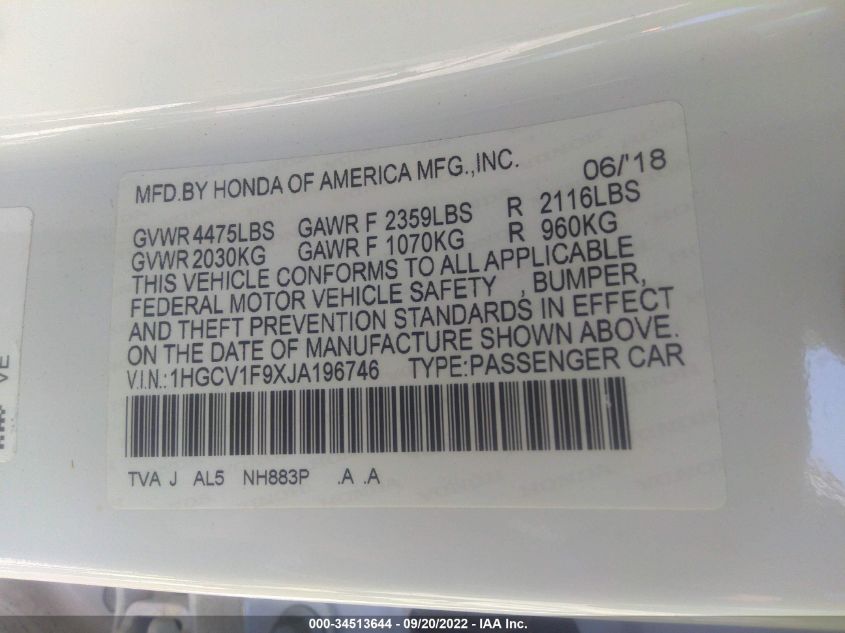 MFD.BY HONDA OF AMERICA MFG.,INC. 06/'18
GVWR 4475LBS GAWR F 2359LBS R 2116LBS
GVWR 2030KG GAWR F 1070KG R 960KG
THIS VEHICLE CONFORMS TO ALL APPLICABLE
FEDERAL MOTOR VEHICLE SAFETY , BUMPER,
AND THEFT PREVENTION STANDARDS IN EFFECT
ON THE DATE OF MANUFACTURE SHOWN ABOVE.
V.I.N.:1HGCV1F9XJA196746 TYPE:PASSENGER CAR
TVA J AL5 NH883P .A .A
VE
000-34513644 - 09/20/2022 - IAA Inc.